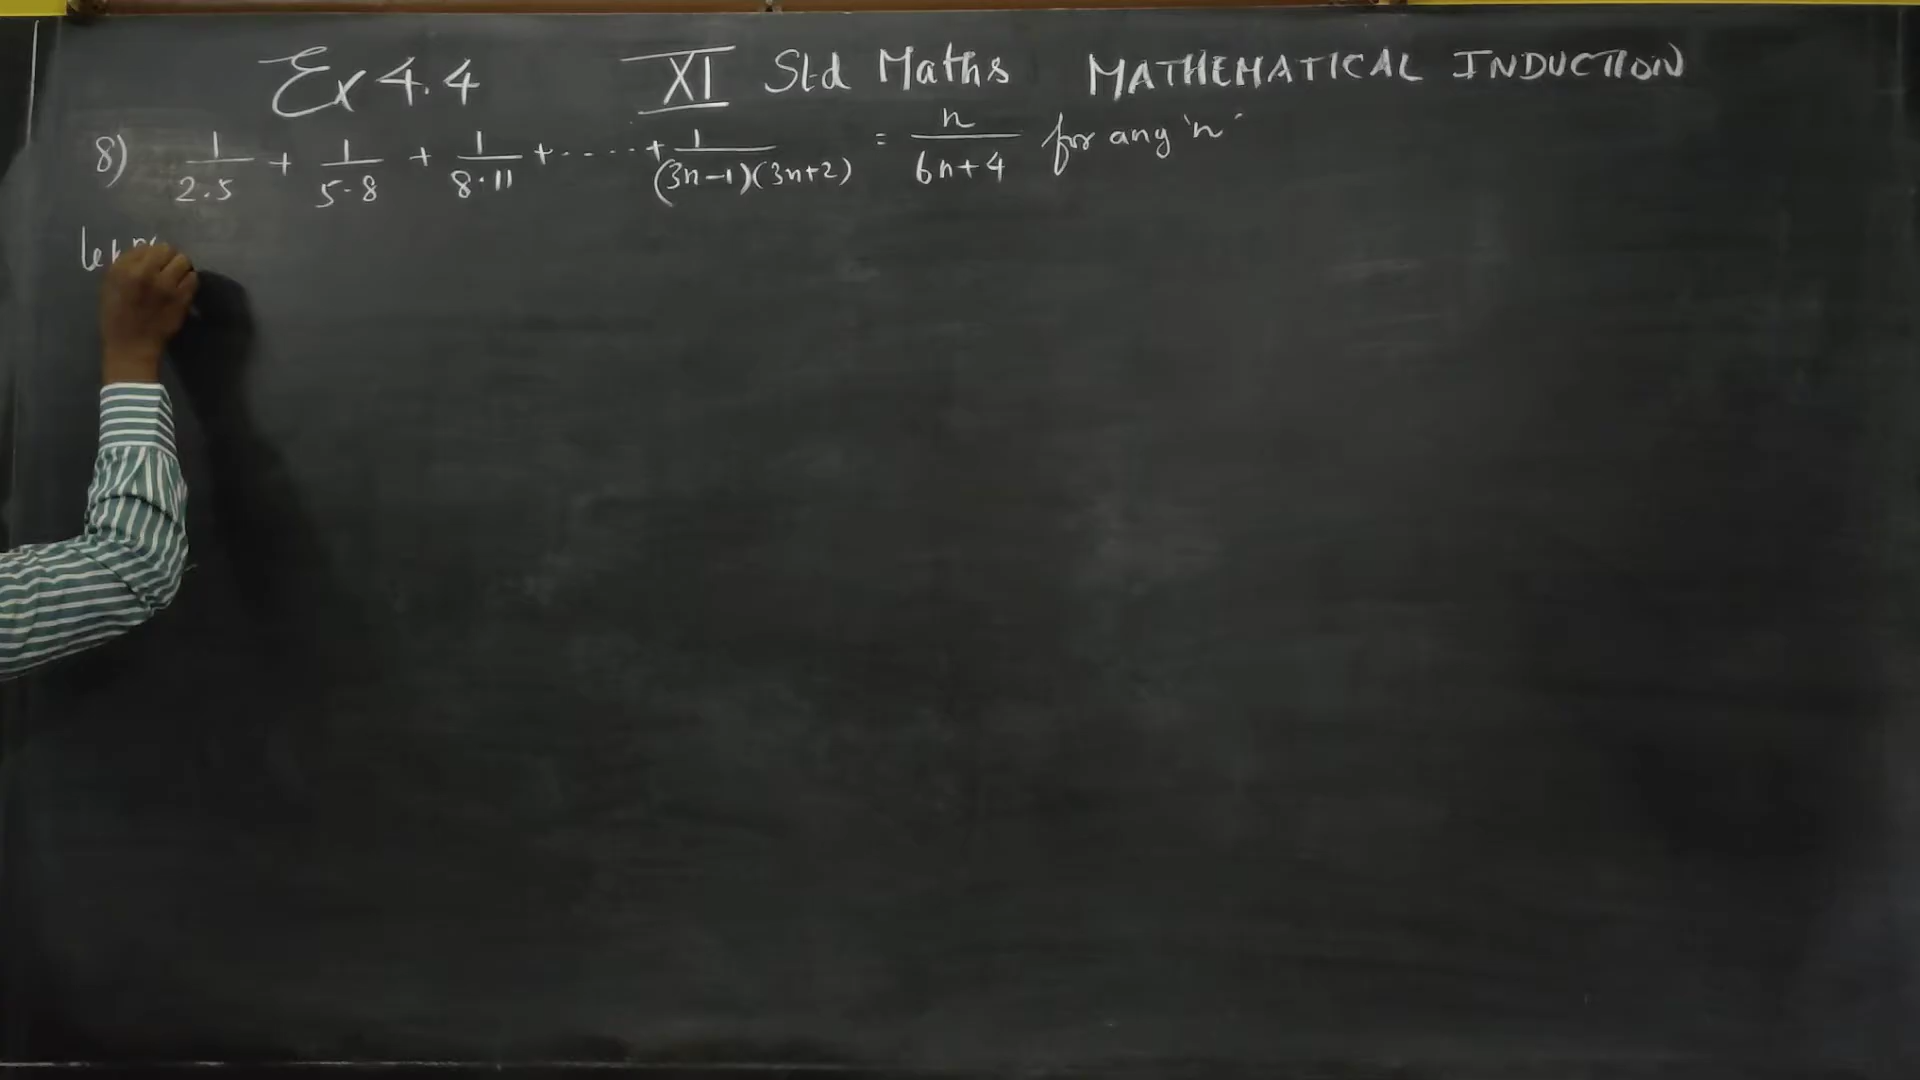 Ex 4.4 XI Std Maths MATHEMATICAL INDUCTION
8) 1/2.5 + 1/5.8 + 1/8.11 + ..... + 1/(3n-1)(3n+2) = n/6n+4 for any 'n'
let